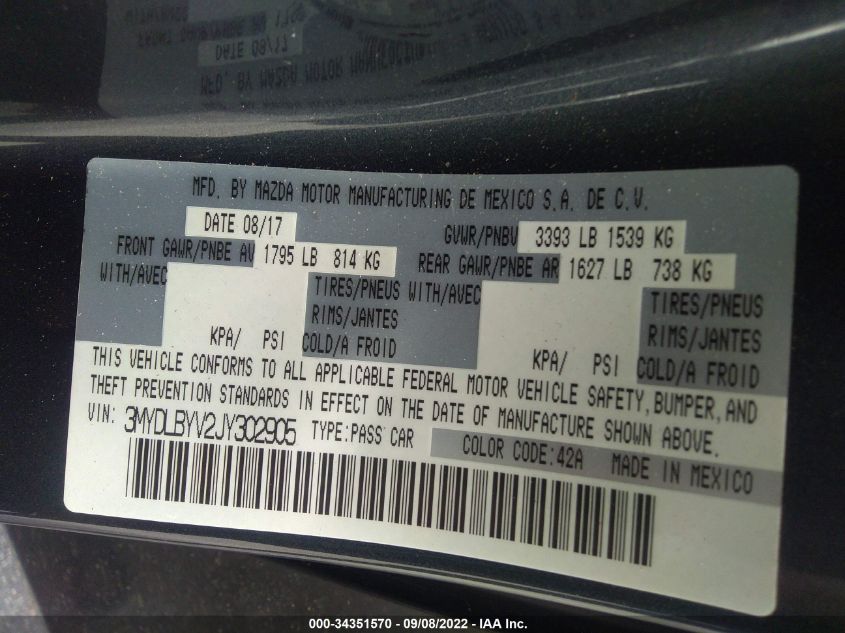 MFD. BY MAZDA MOTOR MANUFACTURING DE MEXICO S.A. DE C.V.
DATE 08/17 GVWR/PNBV 3393 LB 1539 KG
FRONT GAWR/PNBE AV 1795 LB 814 KG REAR GAWR/PNBE AR 1627 LB 738 KG
WITH/AVEC TIRES/PNEUS WITH/AVEC TIRES/PNEUS
RIMS/JANTES RIMS/JANTES
KPA/ PSI COLD/A FROID KPA/ PSI COLD/A FROID
THIS VEHICLE CONFORMS TO ALL APPLICABLE FEDERAL MOTOR VEHICLE SAFETY, BUMPER, AND
THEFT PREVENTION STANDARDS IN EFFECT ON THE DATE OF MANUFACTURE SHOWN ABOVE.
VIN: 3MYDLBYV2JY302905 TYPE:PASS CAR COLOR CODE:42A MADE IN MEXICO
000-34351570 - 09/08/2022 - IAA Inc.